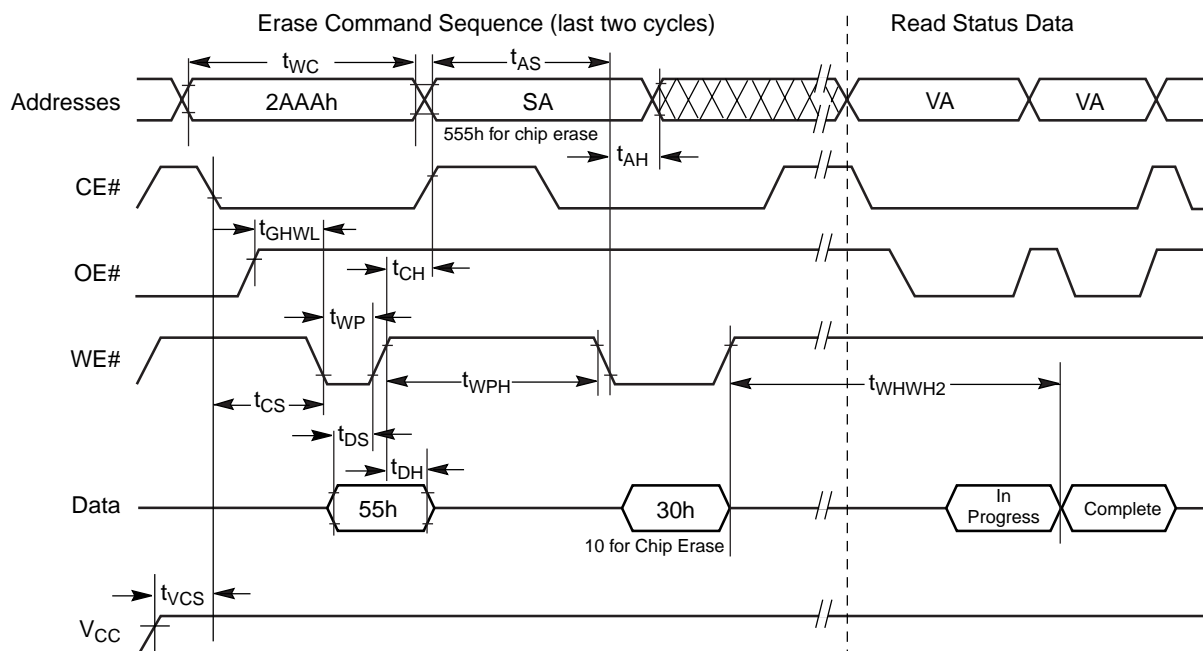 Erase Command Sequence (last two cycles) Read Status Data
tWC tAS
Addresses 2AAAh SA VA VA
555h for chip erase
tAH
CE#
tGHWL
OE#
tCH
tWP
WE#
tWPH tWHWH2
tCS
tDS
tDH
Data 55h 30h In Progress Complete
10 for Chip Erase
tVCS
VCC